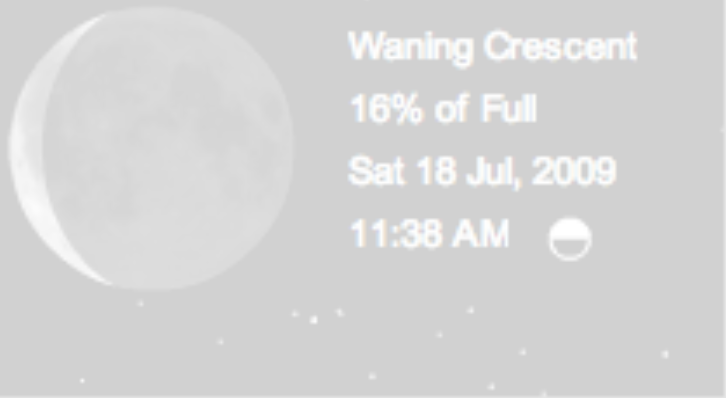 Waning Crescent
16% of Full
Sat 18 Jul, 2009
11:38 AM